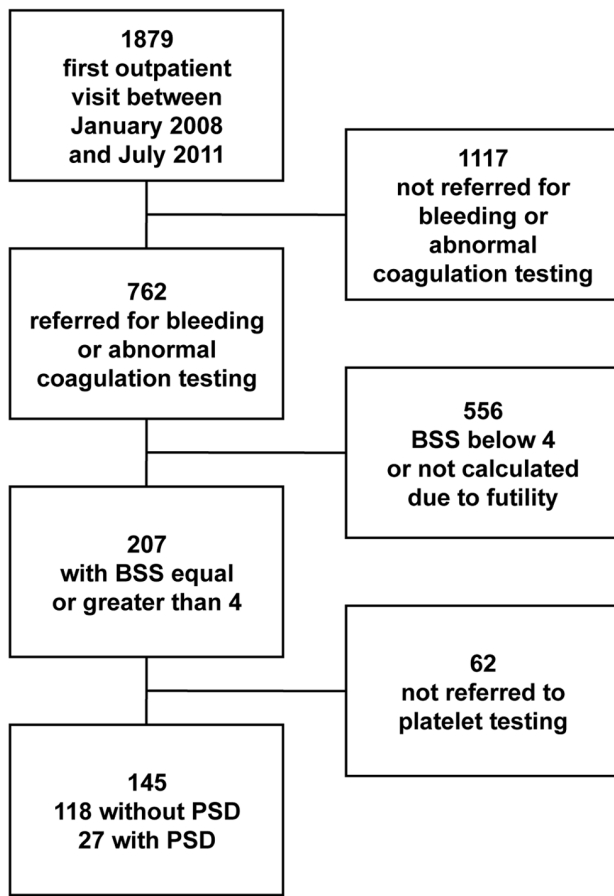 1879
first outpatient
visit between
January 2008
and July 2011
1117
not referred for
bleeding or
abnormal
coagulation testing
762
referred for bleeding
or abnormal
coagulation testing
556
BSS below 4
or not calculated
due to futility
207
with BSS equal
or greater than 4
62
not referred to
platelet testing
145
118 without PSD
27 with PSD